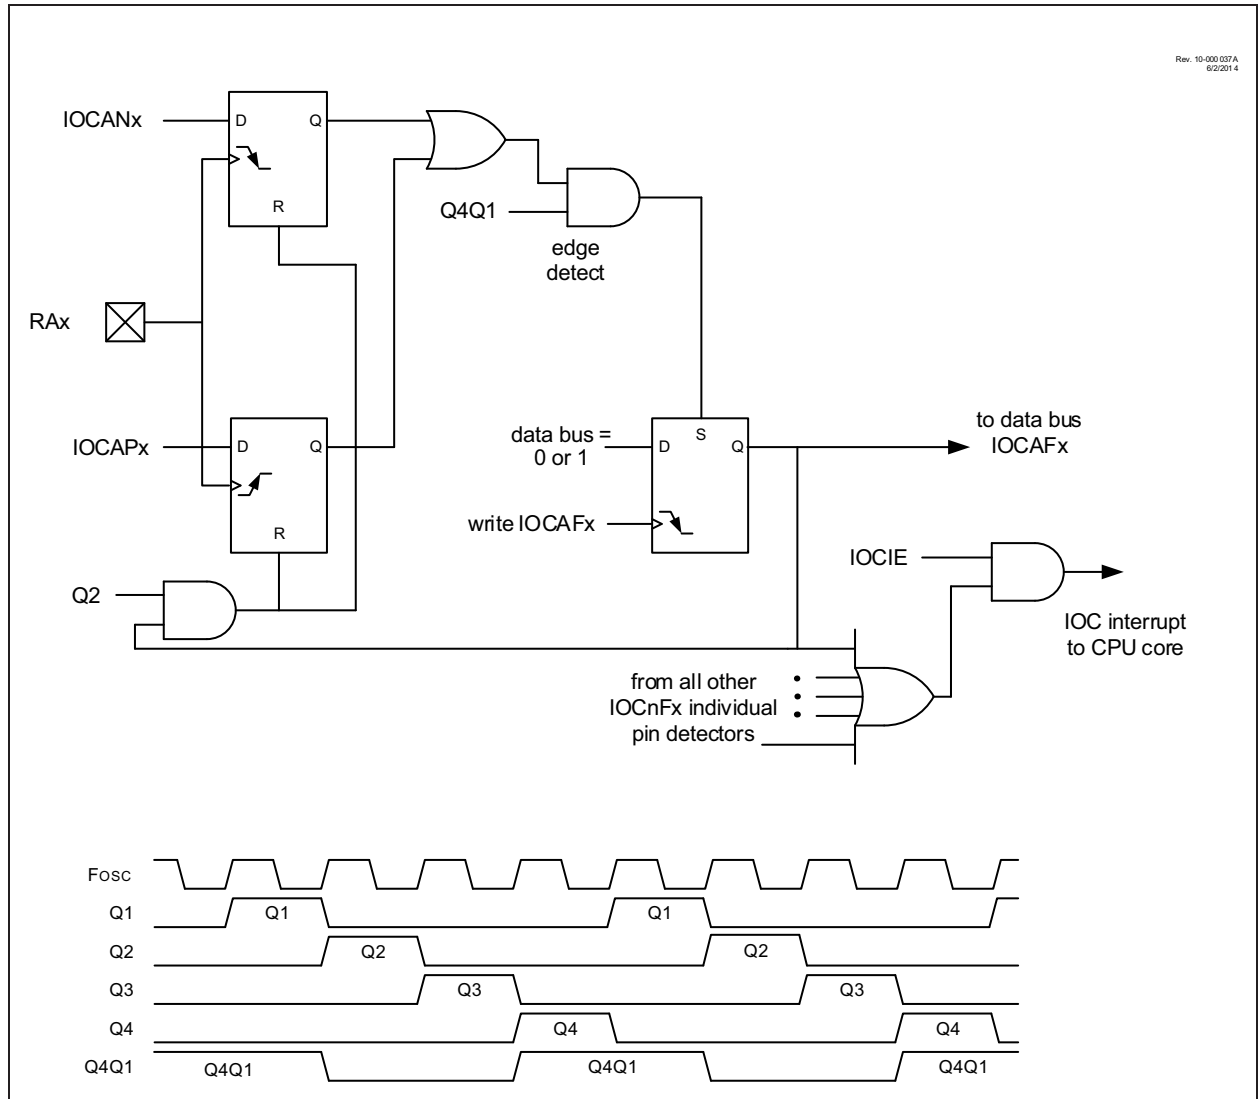 Rev. 10-000 037A
6/2/2014
IOCANx
D
Q
R
Q4Q1
edge
detect
RAx
IOCAPx
D
Q
R
data bus =
0 or 1
D
S
Q
to data bus
IOCAFx
write IOCAFx
IOCIE
Q2
IOC interrupt
to CPU core
from all other
IOCnFx individual
pin detectors
FOSC
Q1
Q1
Q1
Q2
Q2
Q2
Q3
Q3
Q3
Q4
Q4
Q4
Q4Q1
Q4Q1
Q4Q1
Q4Q1